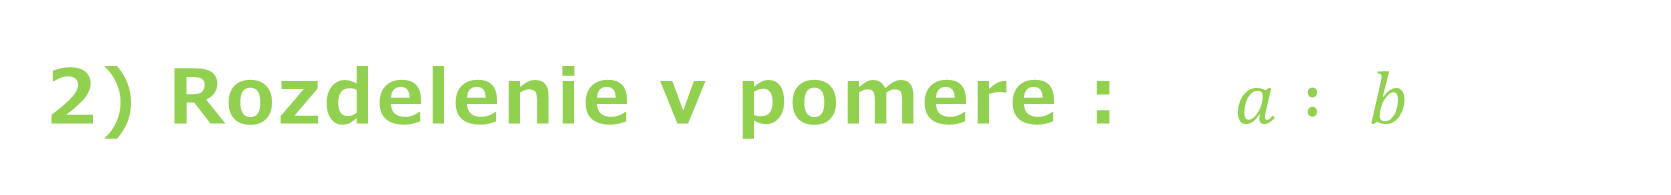 2) Rozdelenie v pomere : a : b